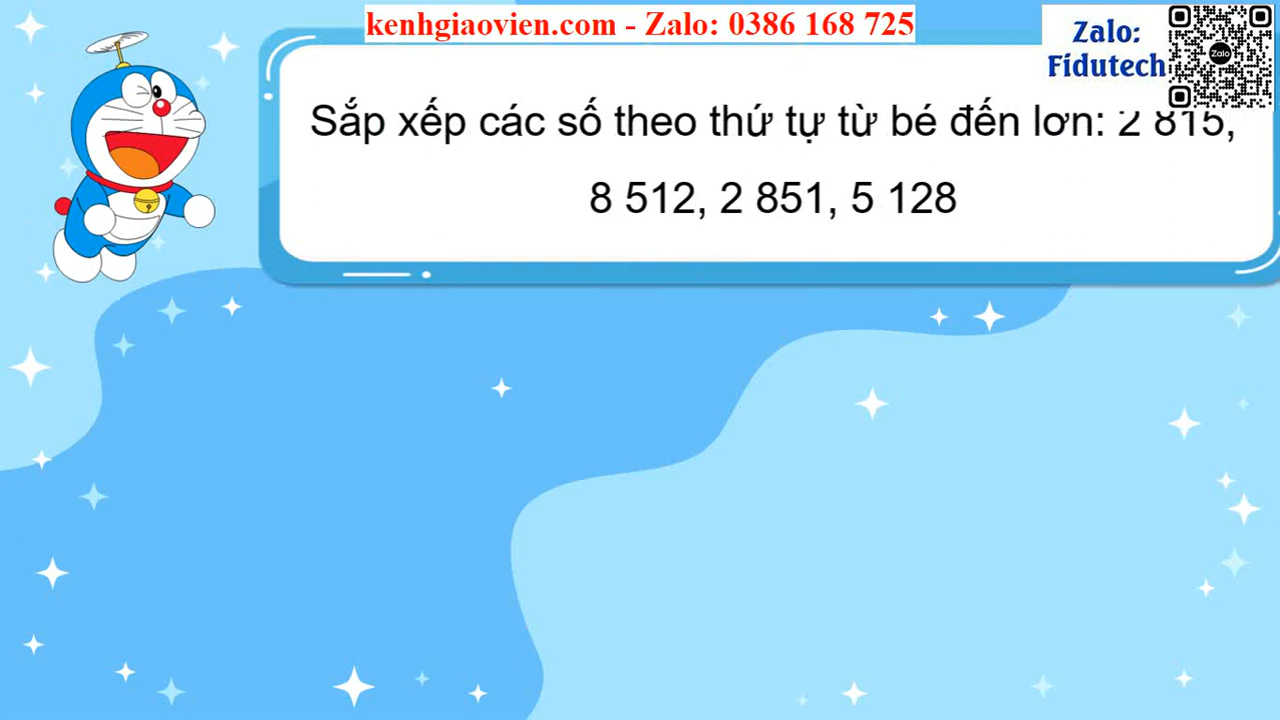 kenhgiaovien.com - Zalo: 0386 168 725
Zalo:
Fidutech
Zalo
Sắp xếp các số theo thứ tự từ bé đến lớn: 2 815,
8 512, 2 851, 5 128